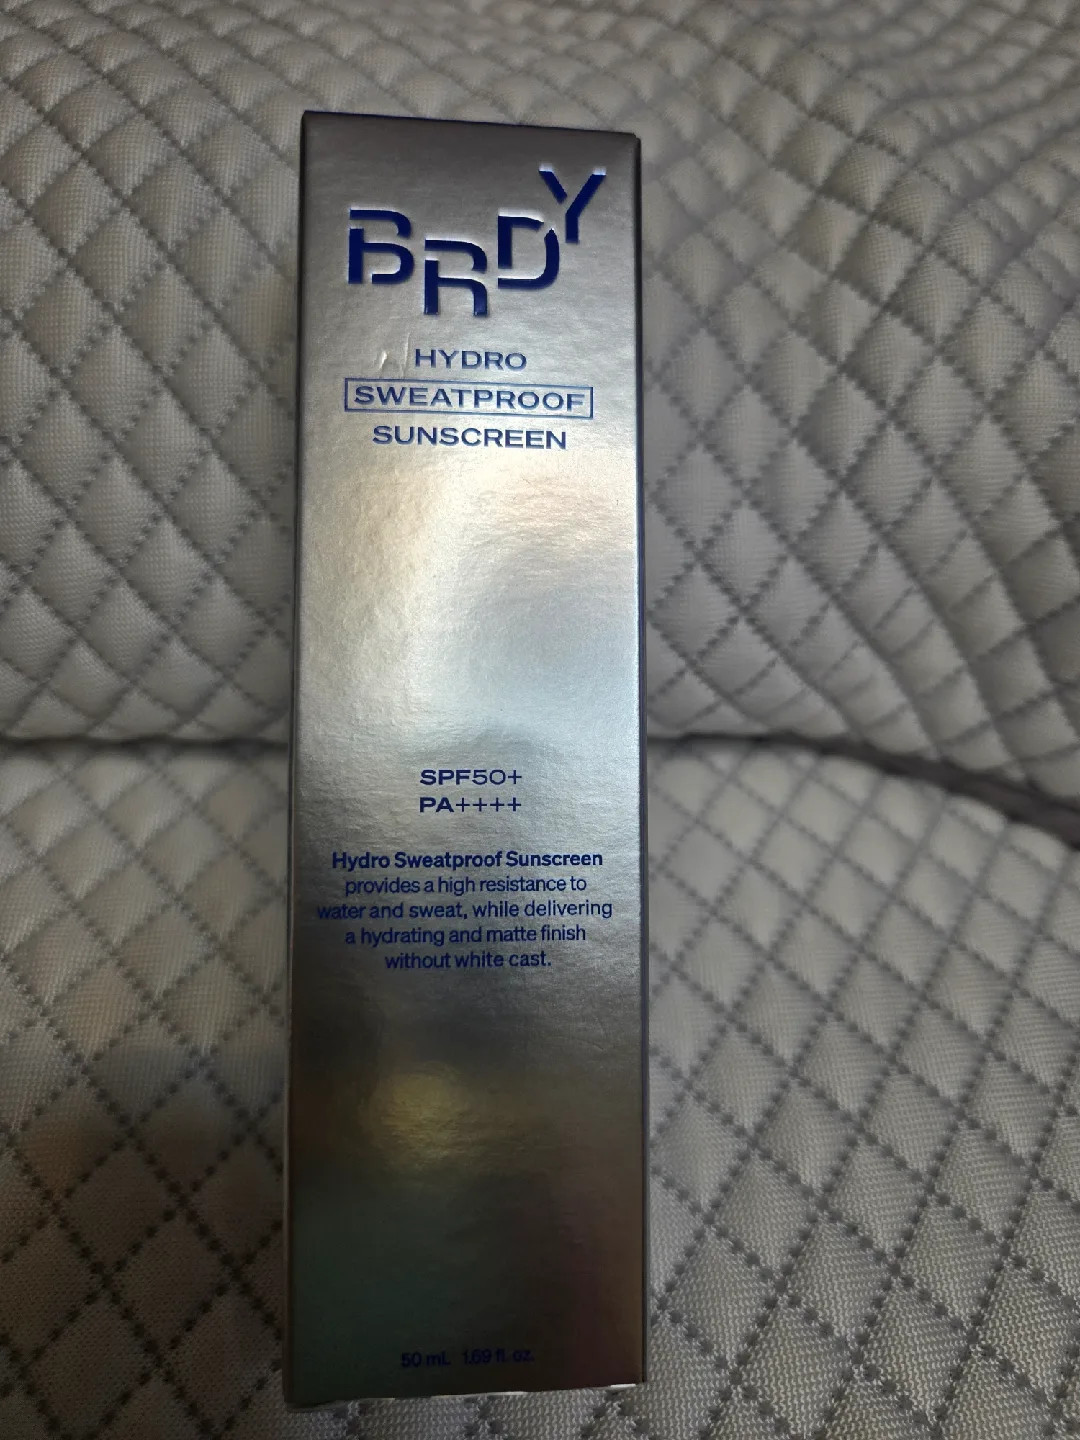 BRDY
HYDRO
SWEATPROOF
SUNSCREEN
SPF50+
PA++++
Hydro Sweatproof Sunscreen
provides a high resistance to
water and sweat, while delivering
a hydrating and matte finish
without white cast.
50 mL 1.69 fl. oz.